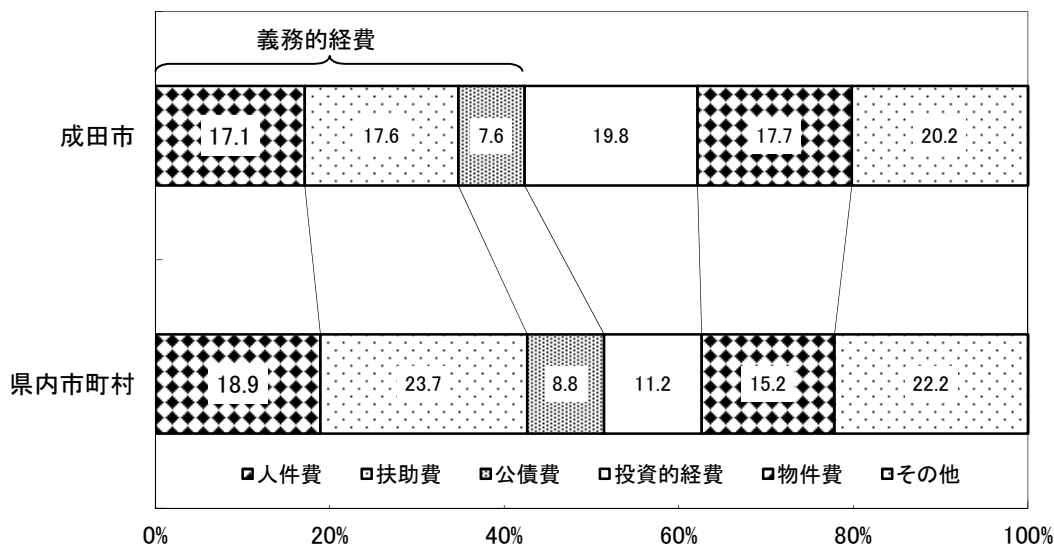 義務的経費
成田市
17.1
17.6
7.6
19.8
17.7
20.2
県内市町村
18.9
23.7
8.8
11.2
15.2
22.2
人件費 扶助費 公債費 投資的経費 物件費 その他
0% 20% 40% 60% 80% 100%